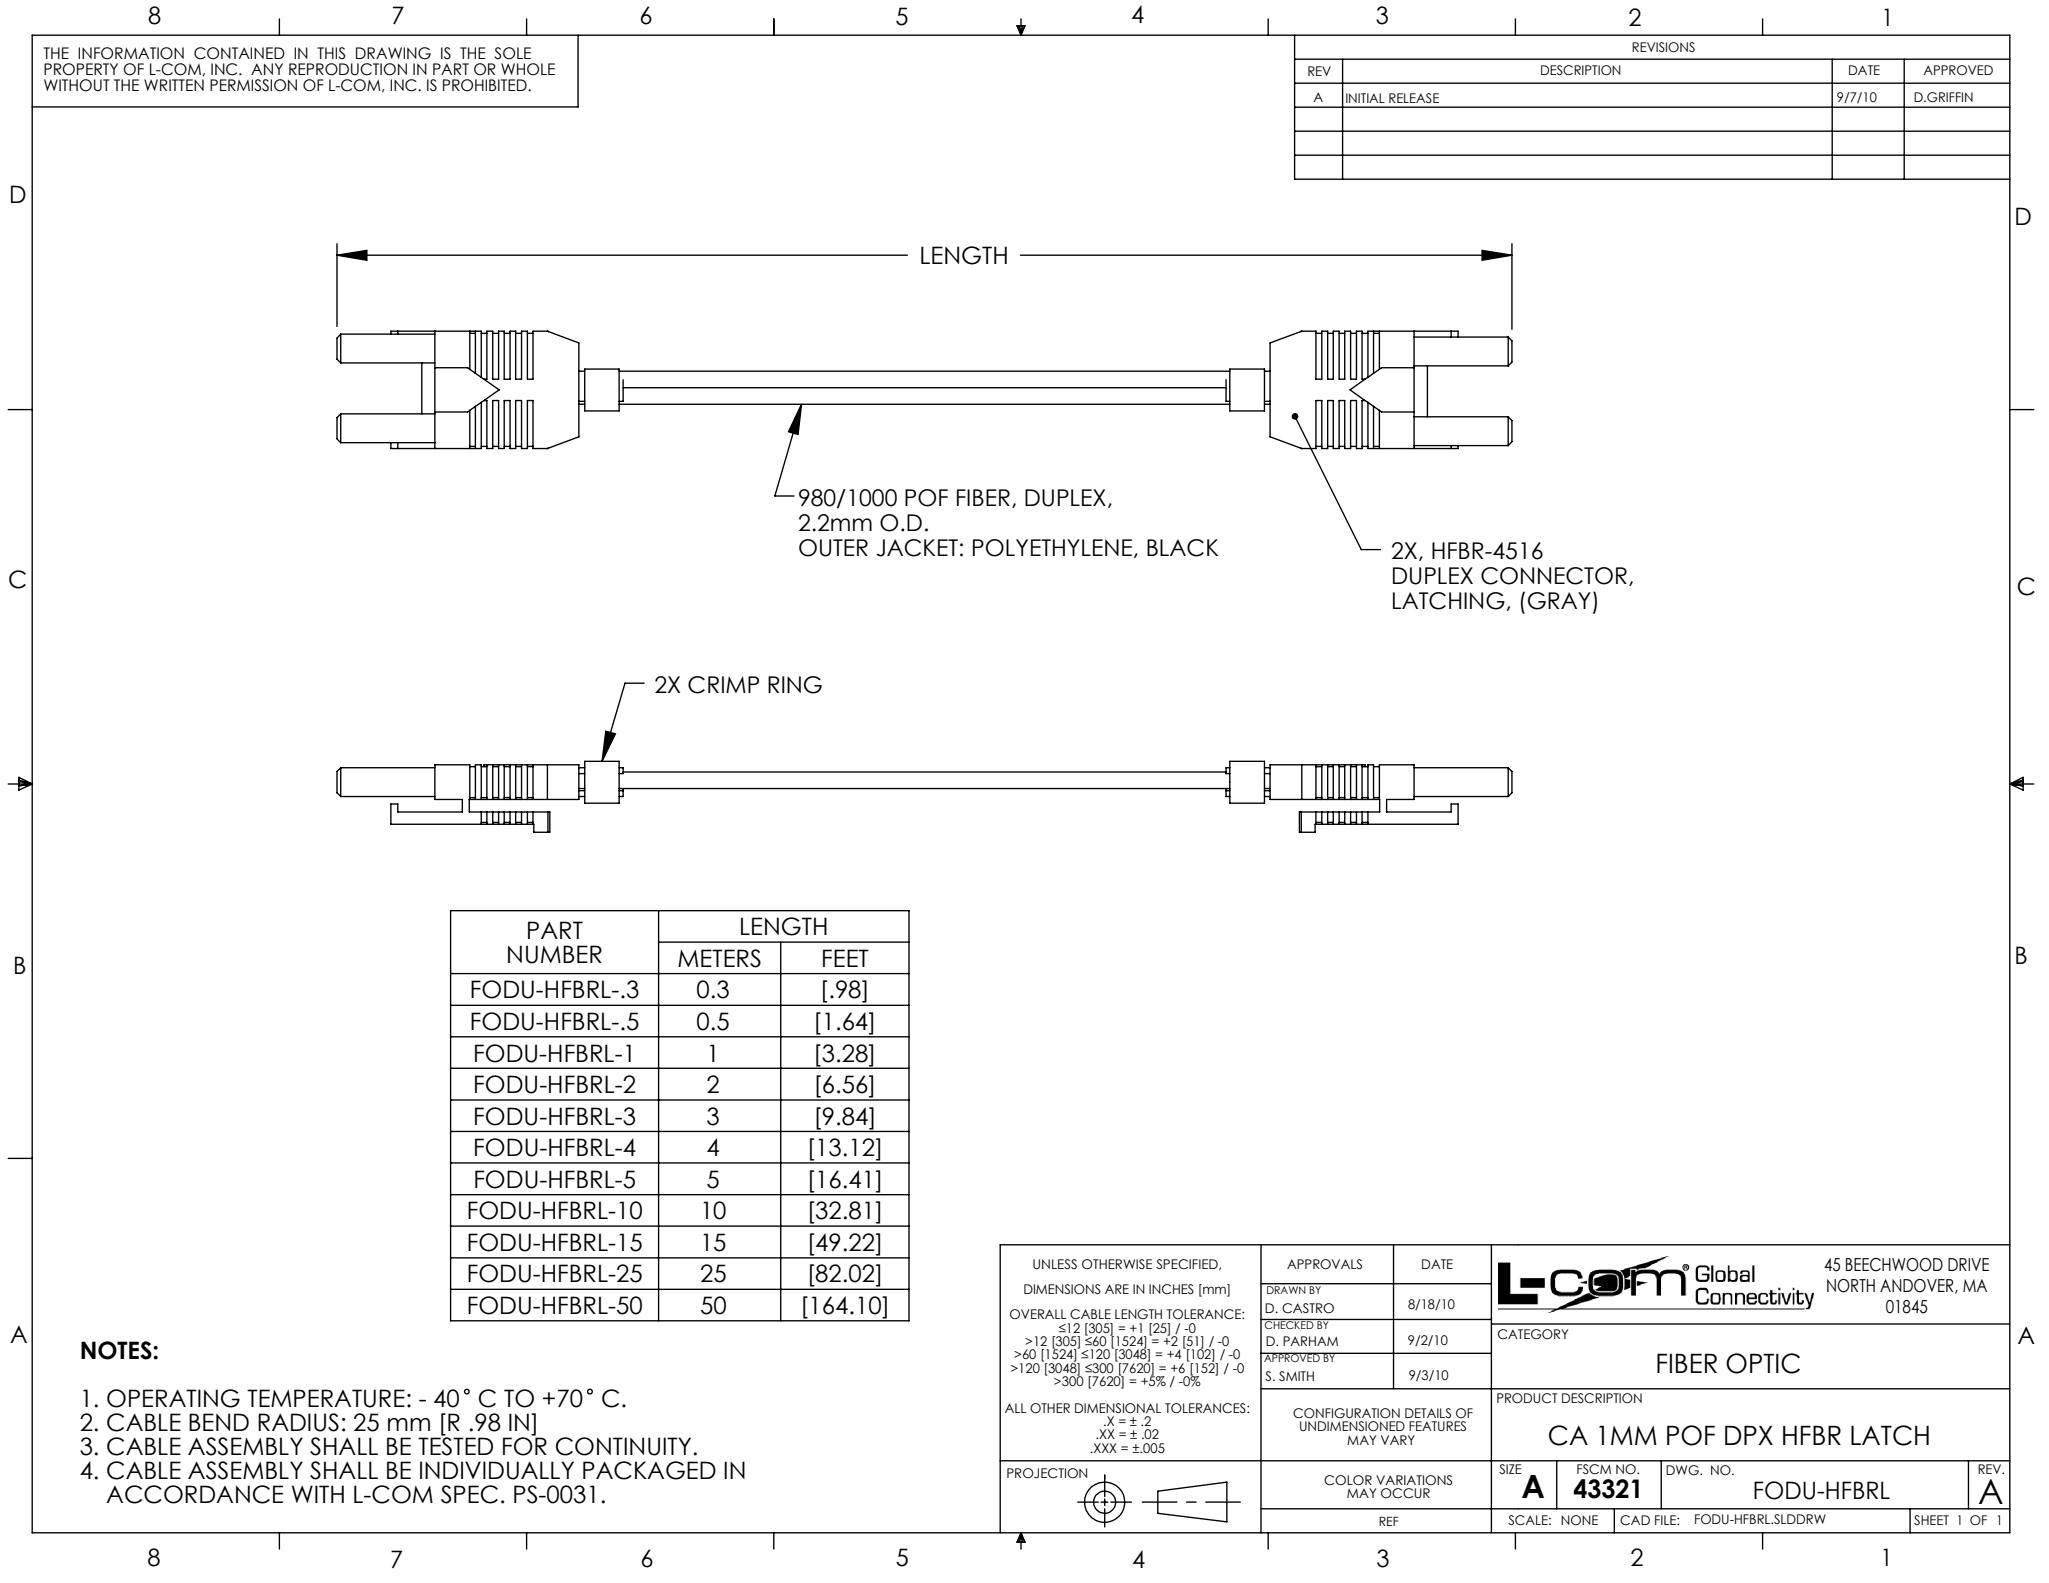 8 7 6 5 4 3 2 1
THE INFORMATION CONTAINED IN THIS DRAWING IS THE SOLE
PROPERTY OF L-COM, INC. ANY REPRODUCTION IN PART OR WHOLE
WITHOUT THE WRITTEN PERMISSION OF L-COM, INC. IS PROHIBITED.
REVISIONS
REV DESCRIPTION DATE APPROVED
A INITIAL RELEASE 9/7/10 D.GRIFFIN
D D
LENGTH
980/1000 POF FIBER, DUPLEX,
2.2mm O.D.
OUTER JACKET: POLYETHYLENE, BLACK
2X, HFBR-4516
DUPLEX CONNECTOR,
LATCHING, (GRAY)
C C
2X CRIMP RING
PART
NUMBER
LENGTH
METERS FEET
FODU-HFBRL-.3 0.3 [.98]
FODU-HFBRL-.5 0.5 [1.64]
FODU-HFBRL-1 1 [3.28]
FODU-HFBRL-2 2 [6.56]
FODU-HFBRL-3 3 [9.84]
FODU-HFBRL-4 4 [13.12]
FODU-HFBRL-5 5 [16.41]
FODU-HFBRL-10 10 [32.81]
FODU-HFBRL-15 15 [49.22]
FODU-HFBRL-25 25 [82.02]
FODU-HFBRL-50 50 [164.10]
B B
A A
NOTES:
1. OPERATING TEMPERATURE: - 40° C TO +70° C.
2. CABLE BEND RADIUS: 25 mm [R .98 IN]
3. CABLE ASSEMBLY SHALL BE TESTED FOR CONTINUITY.
4. CABLE ASSEMBLY SHALL BE INDIVIDUALLY PACKAGED IN
ACCORDANCE WITH L-COM SPEC. PS-0031.
UNLESS OTHERWISE SPECIFIED,
DIMENSIONS ARE IN INCHES [mm]
OVERALL CABLE LENGTH TOLERANCE:
≤12 [305] = +1 [25] / -0
>12 [305] ≤60 [1524] = +2 [51] / -0
>60 [1524] ≤120 [3048] = +4 [102] / -0
>120 [3048] ≤300 [7620] = +6 [152] / -0
>300 [7620] = +5% / -0%
ALL OTHER DIMENSIONAL TOLERANCES:
.X = ± .2
.XX = ± .02
.XXX = ±.005
PROJECTION
APPROVALS DATE
DRAWN BY
D. CASTRO 8/18/10
CHECKED BY
D. PARHAM 9/2/10
APPROVED BY
S. SMITH 9/3/10
CONFIGURATION DETAILS OF
UNDIMENSIONED FEATURES
MAY VARY
COLOR VARIATIONS
MAY OCCUR
REF
L-com® Global
Connectivity
45 BEECHWOOD DRIVE
NORTH ANDOVER, MA
01845
CATEGORY
FIBER OPTIC
PRODUCT DESCRIPTION
CA 1MM POF DPX HFBR LATCH
SIZE
A
FSCM NO.
43321
DWG. NO.
FODU-HFBRL
REV.
A
SCALE: NONE CAD FILE: FODU-HFBRL.SLDDRW SHEET 1 OF 1
8 7 6 5 4 3 2 1